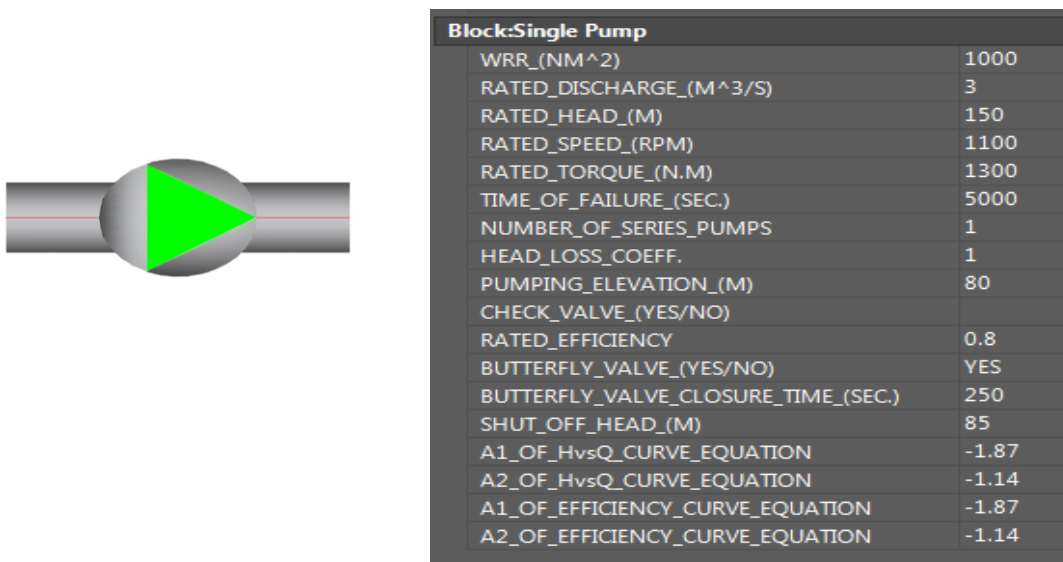 Block:Single Pump
WRR_(NM^2) 1000
RATED_DISCHARGE_(M^3/S) 3
RATED_HEAD_(M) 150
RATED_SPEED_(RPM) 1100
RATED_TORQUE_(N.M) 1300
TIME_OF_FAILURE_(SEC.) 5000
NUMBER_OF_SERIES_PUMPS 1
HEAD_LOSS_COEFF. 1
PUMPING_ELEVATION_(M) 80
CHECK_VALVE_(YES/NO)
RATED_EFFICIENCY 0.8
BUTTERFLY_VALVE_(YES/NO) YES
BUTTERFLY_VALVE_CLOSURE_TIME_(SEC.) 250
SHUT_OFF_HEAD_(M) 85
A1_OF_HvsQ_CURVE_EQUATION -1.87
A2_OF_HvsQ_CURVE_EQUATION -1.14
A1_OF_EFFICIENCY_CURVE_EQUATION -1.87
A2_OF_EFFICIENCY_CURVE_EQUATION -1.14